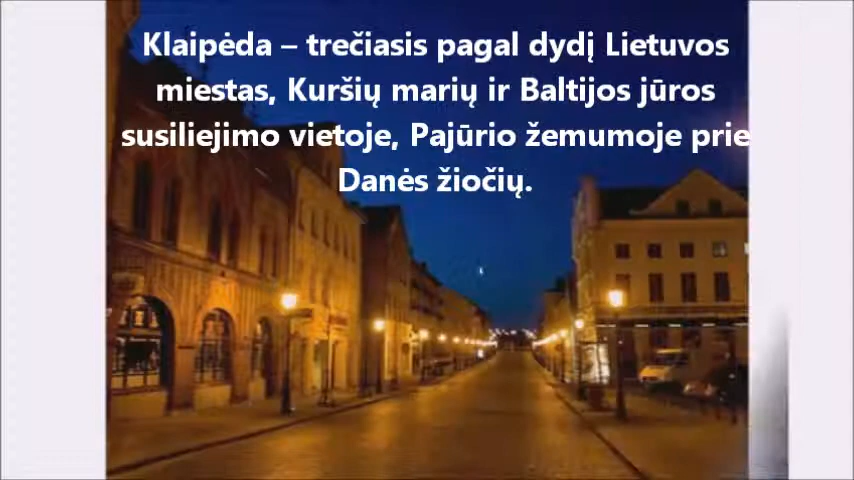 Klaipėda – trečiasis pagal dydį Lietuvos
miestas, Kuršių marių ir Baltijos jūros
susiliejimo vietoje, Pajūrio žemumoje prie
Danės žiočių.